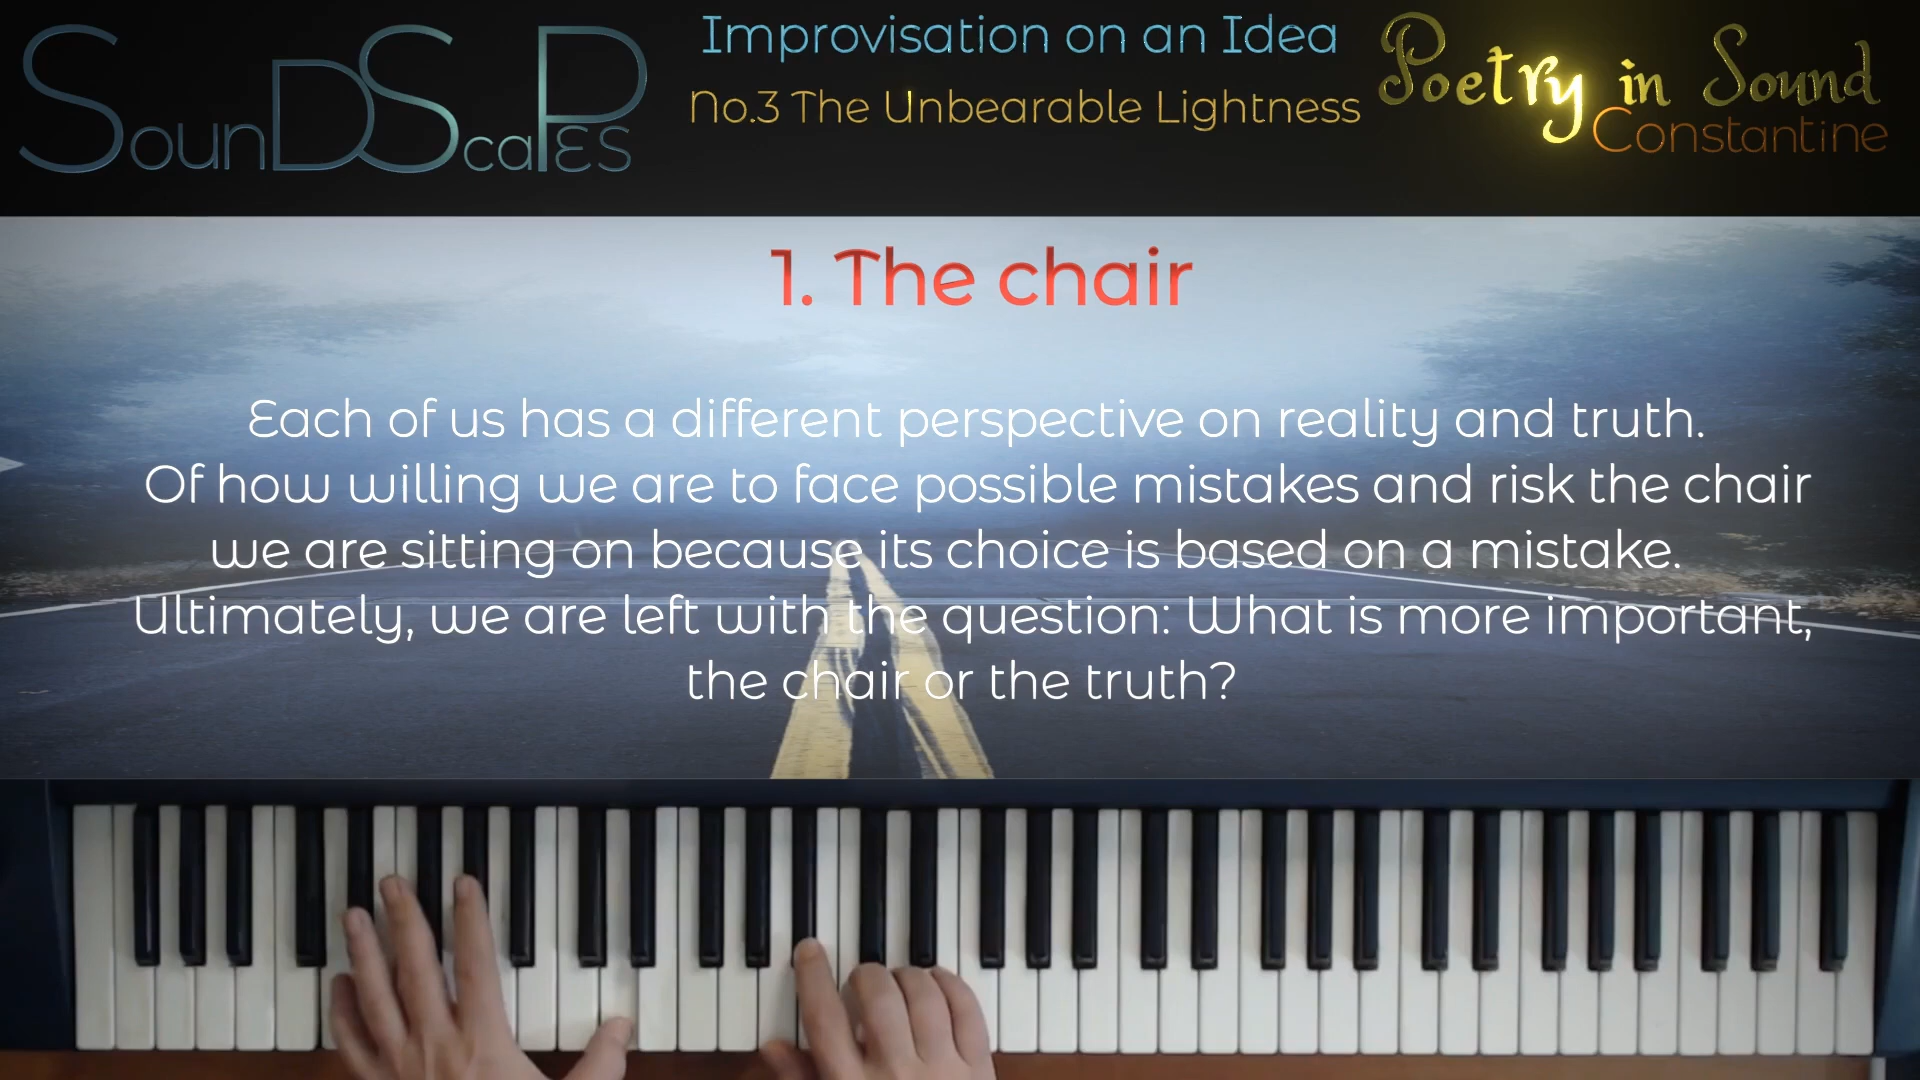 SounDScaPES
Improvisation on an Idea
No.3 The Unbearable Lightness
Poetry in Sound
Constantine
1. The chair
Each of us has a different perspective on reality and truth.
Of how willing we are to face possible mistakes and risk the chair
we are sitting on because its choice is based on a mistake.
Ultimately, we are left with the question: What is more important,
the chair or the truth?